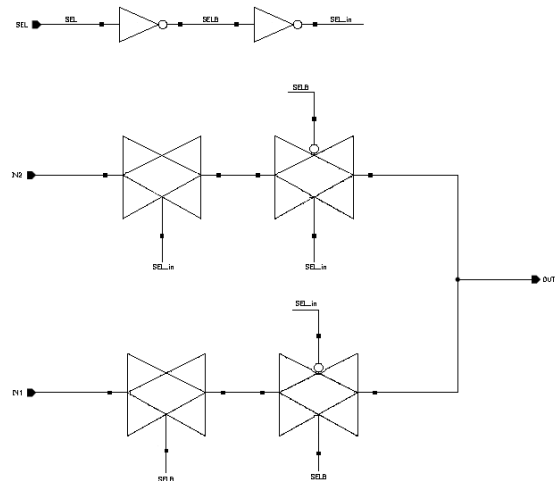 SEL SEL SELB SEL_in
SELB
IN2
SEL_in SEL_in
OUT
SEL_in
IN1
SELB SELB